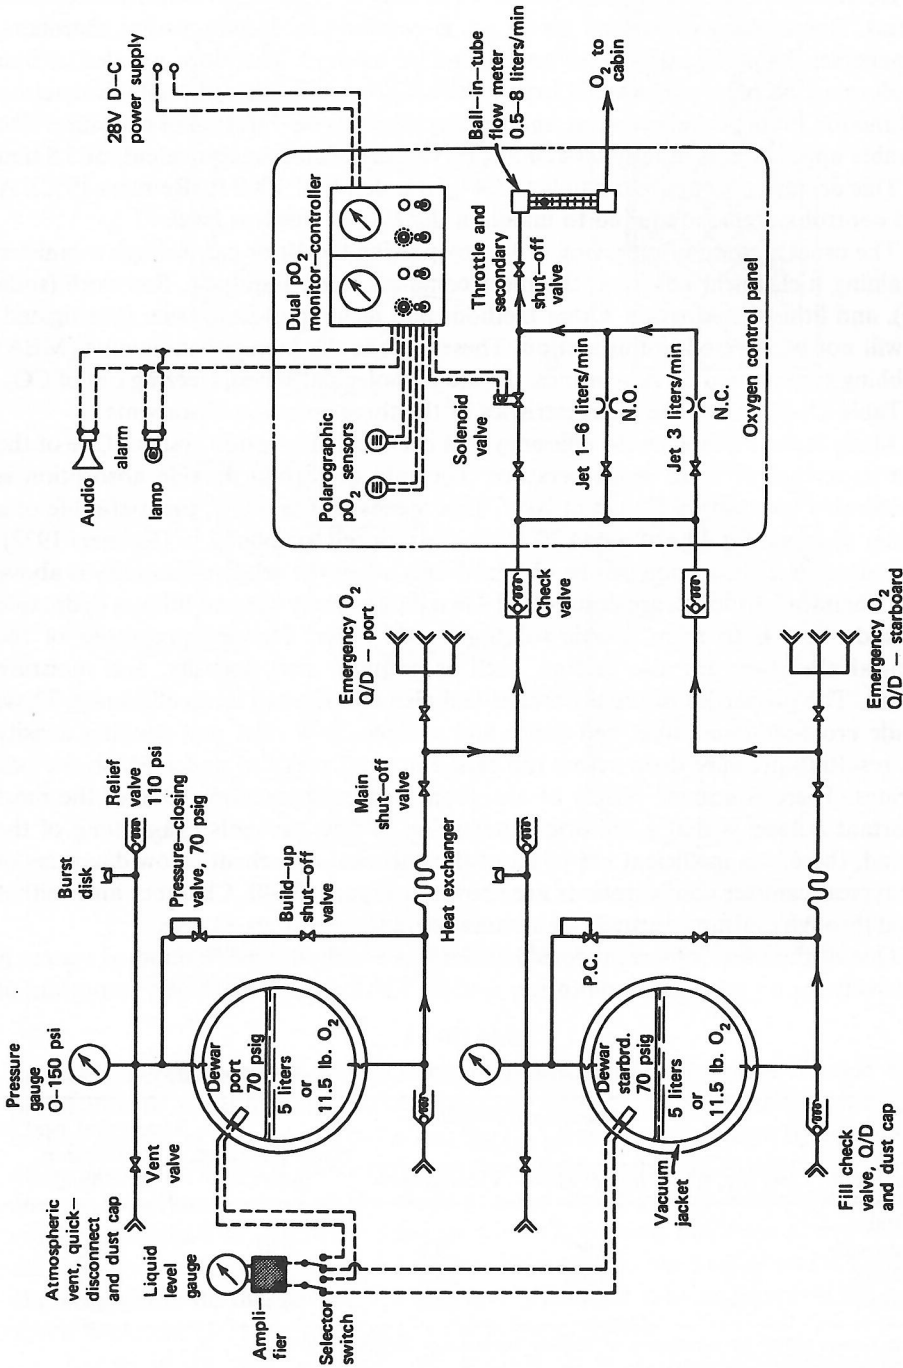 Pressure
gauge
0–150 psi
Atmospheric
vent, quick–
disconnect
and dust cap
Vent
valve
Burst
disk
Relief
valve
110 psi
Pressure–closing
valve, 70 psig
Build–up
shut–off
valve
Liquid
level
gauge
Ampli–
fier
Selector
switch
Dewar
port
70 psig
5 liters
or
11.5 lb. O2
Heat exchanger
Main
shut–off
valve
Emergency O2
Q/D – port
Check
valve
P.C.
Dewar
starbrd.
70 psig
5 liters
or
11.5 lb. O2
Vacuum
jacket
Fill check
valve, Q/D
and dust cap
Emergency O2
Q/D – starboard
Audio
alarm
lamp
28V D–C
power supply
Dual pO2
monitor–controller
Polarographic
pO2 sensors
Solenoid
valve
Throttle and
secondary
shut–off
valve
Ball–in–tube
flow meter
0.5–8 liters/min
O2 to
cabin
Jet 1–6 liters/min
N.O.
Jet 3 liters/min
N.C.
Oxygen control panel